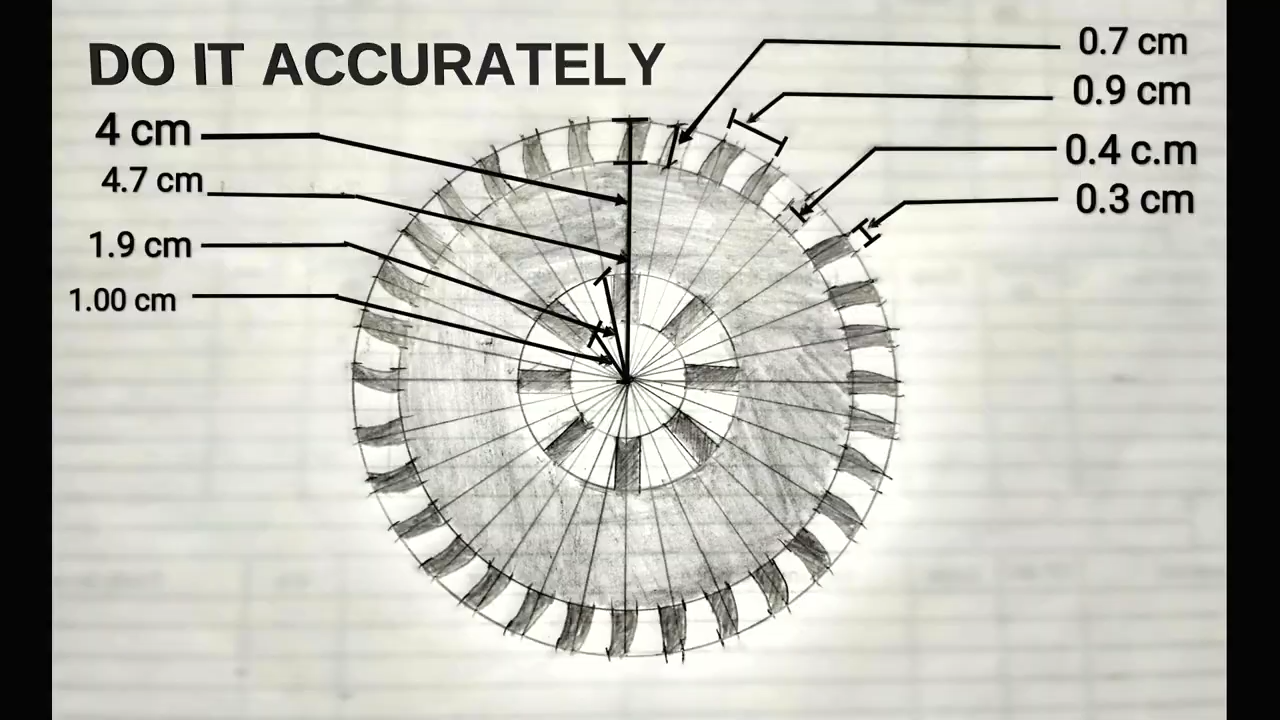 DO IT ACCURATELY
4 cm
4.7 cm
1.9 cm
1.00 cm
0.7 cm
0.9 cm
0.4 c.m
0.3 cm